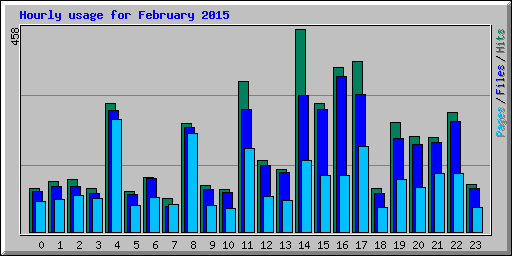 Hourly usage for February 2015
458
Pages / Files / Hits
0 1 2 3 4 5 6 7 8 9 10 11 12 13 14 15 16 17 18 19 20 21 22 23